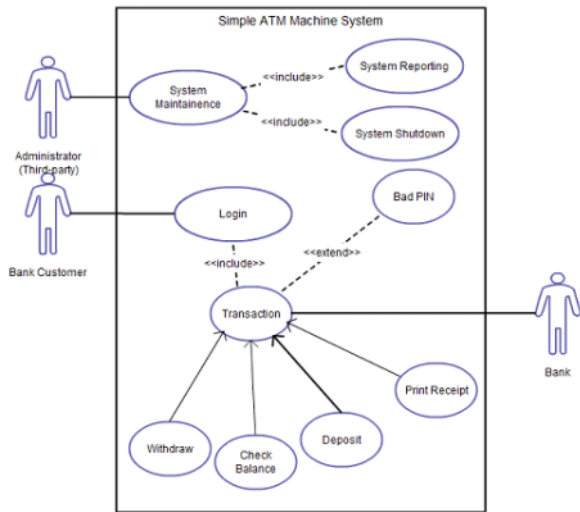 Simple ATM Machine System
System Reporting
<<include>>
System
Maintainence
<<include>>
System Shutdown
Administrator
(Third-party)
Bad PIN
Login
Bank Customer
<<extend>>
<<include>>
Transaction
Bank
Print Receipt
Withdraw
Check
Balance
Deposit